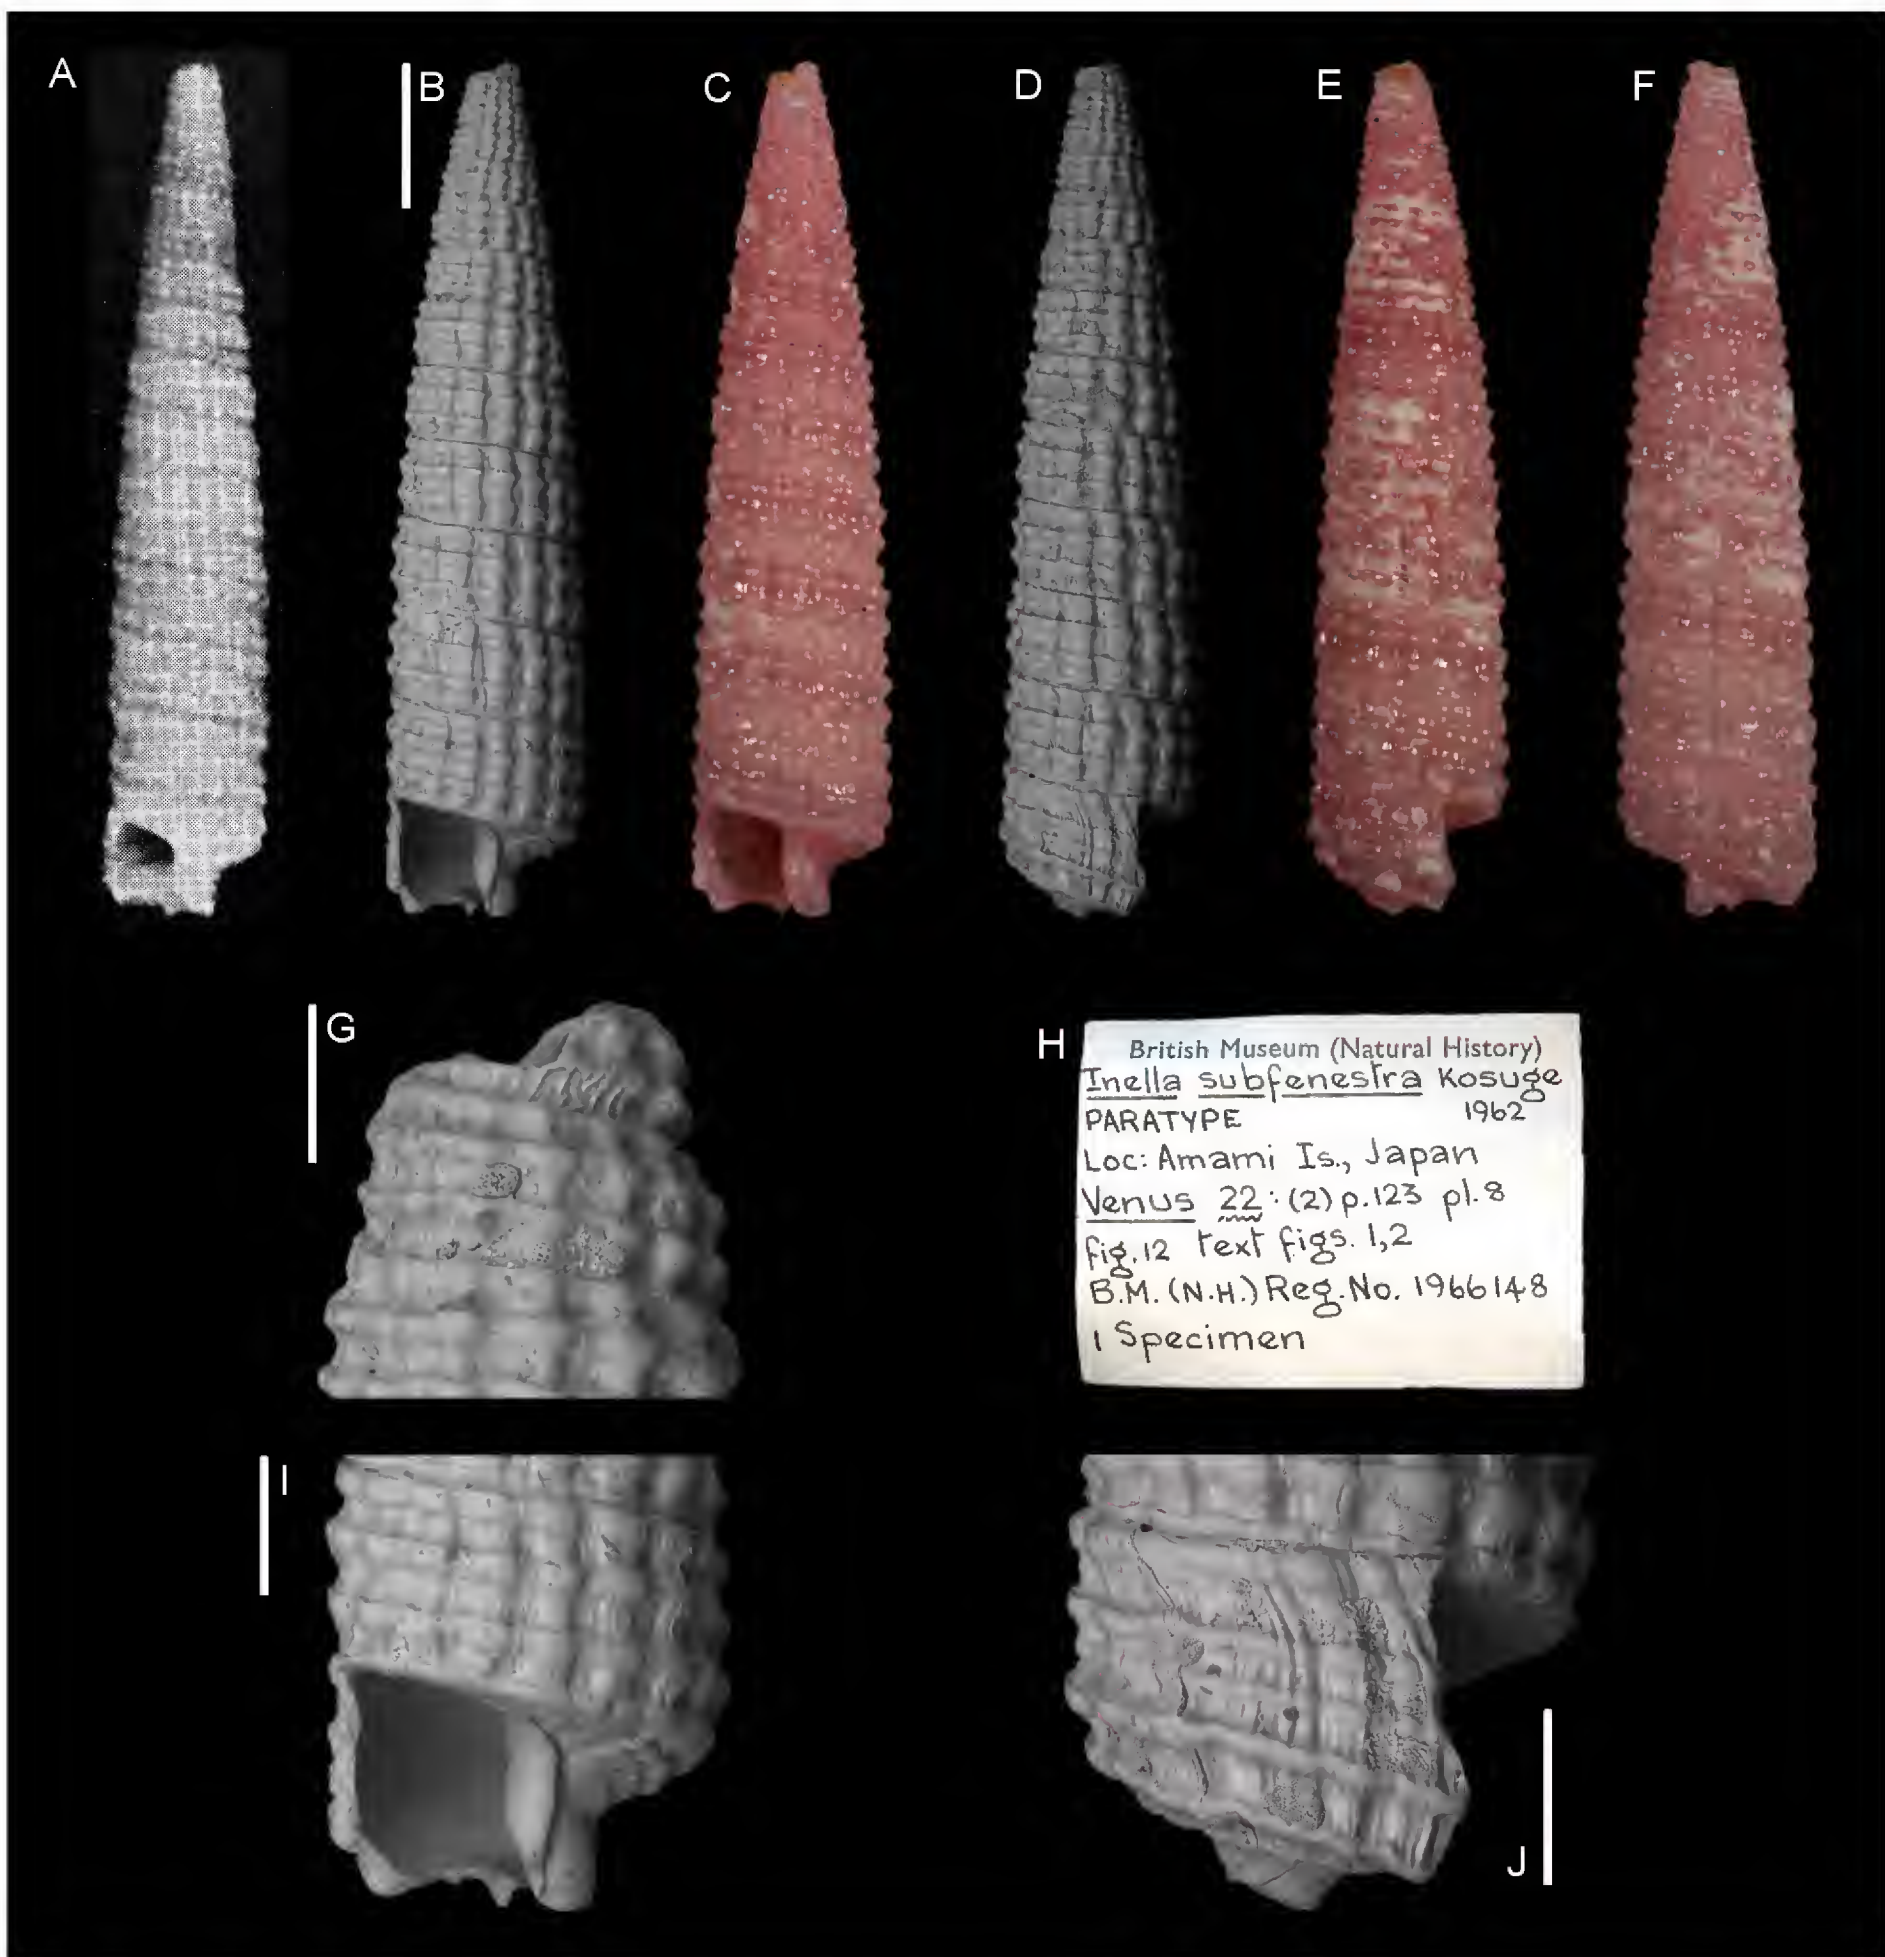 A
B
C
D
E
F
G
H
British Museum (Natural History)
Inella subfenestra Kosuge
1962
PARATYPE
Loc: Amami Is., Japan
Venus 22:(2) p.123 pl.8
fig.12 text figs. 1,2
B.M.(N.H.) Reg.No. 1966148
1 Specimen
I
J